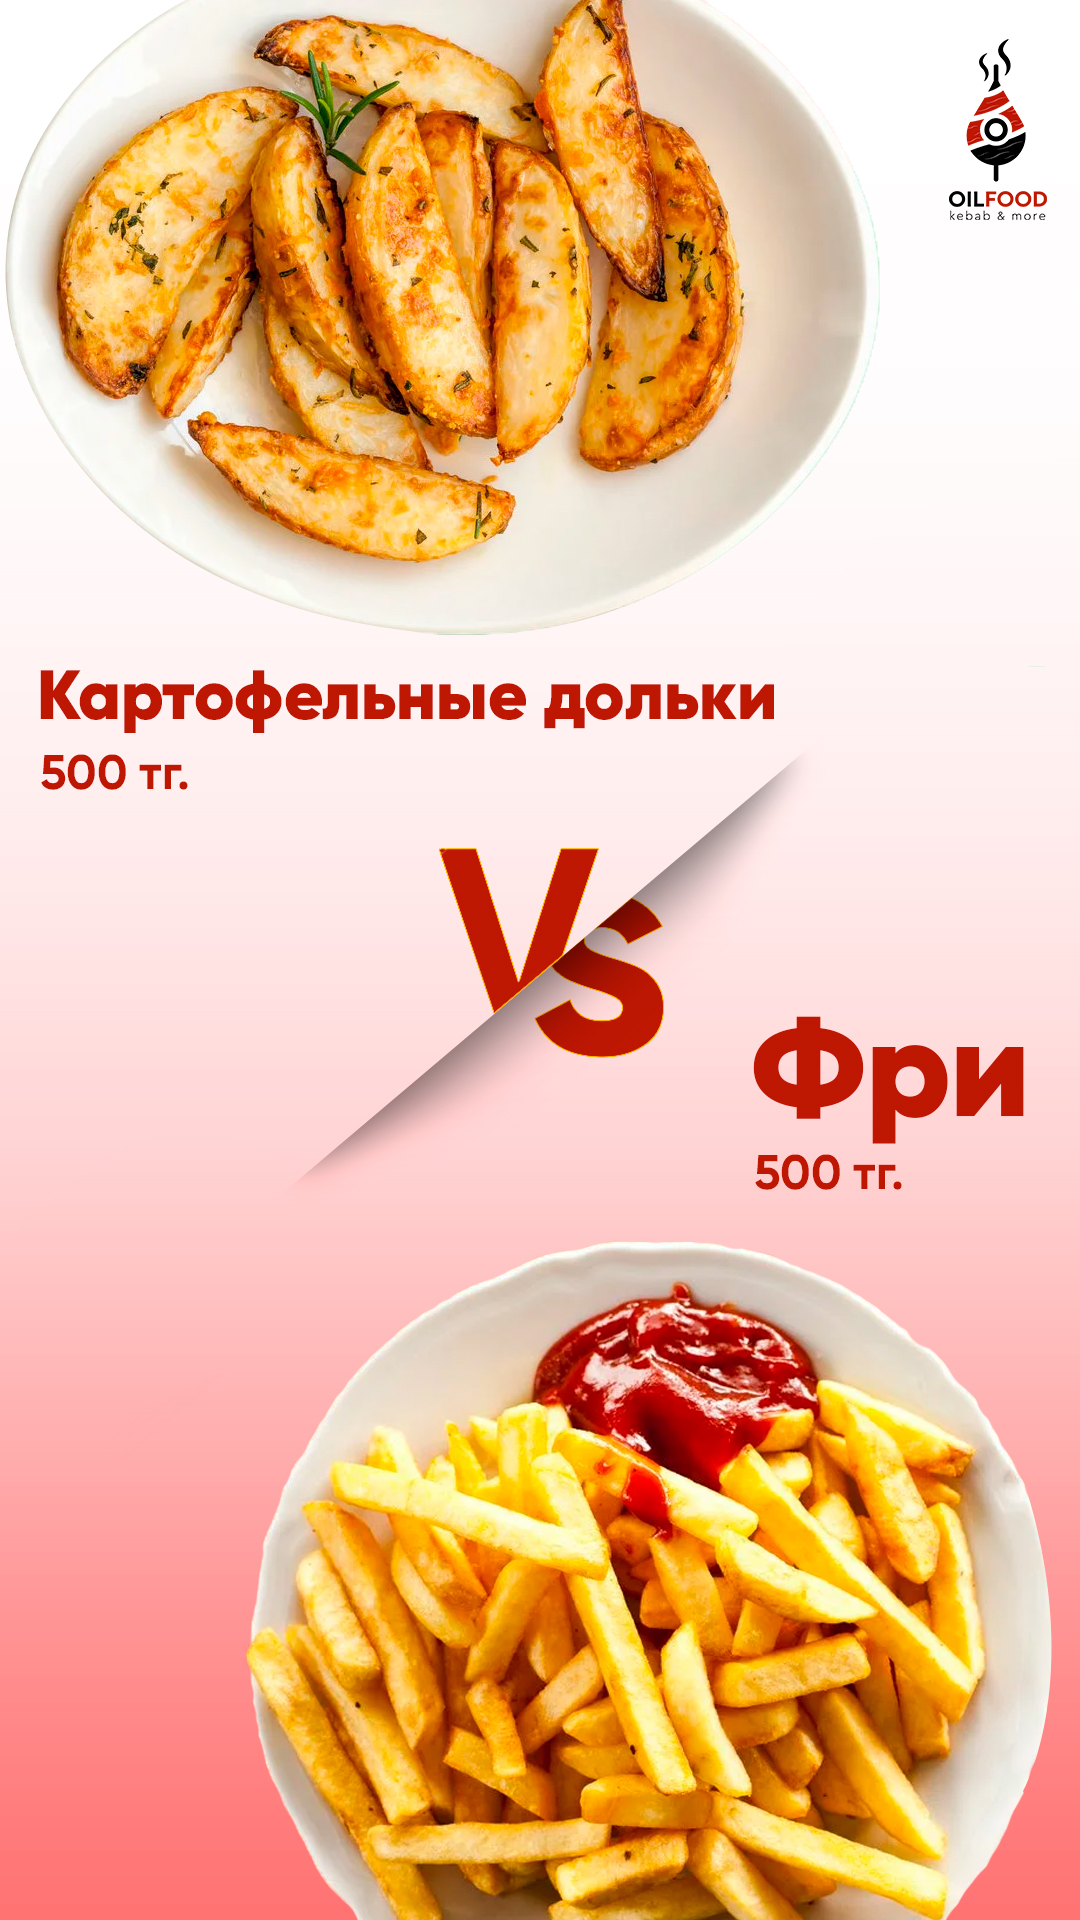 OILFOOD
kebab & more
Картофельные дольки
500 тг.
Vs
Фри
500 тг.